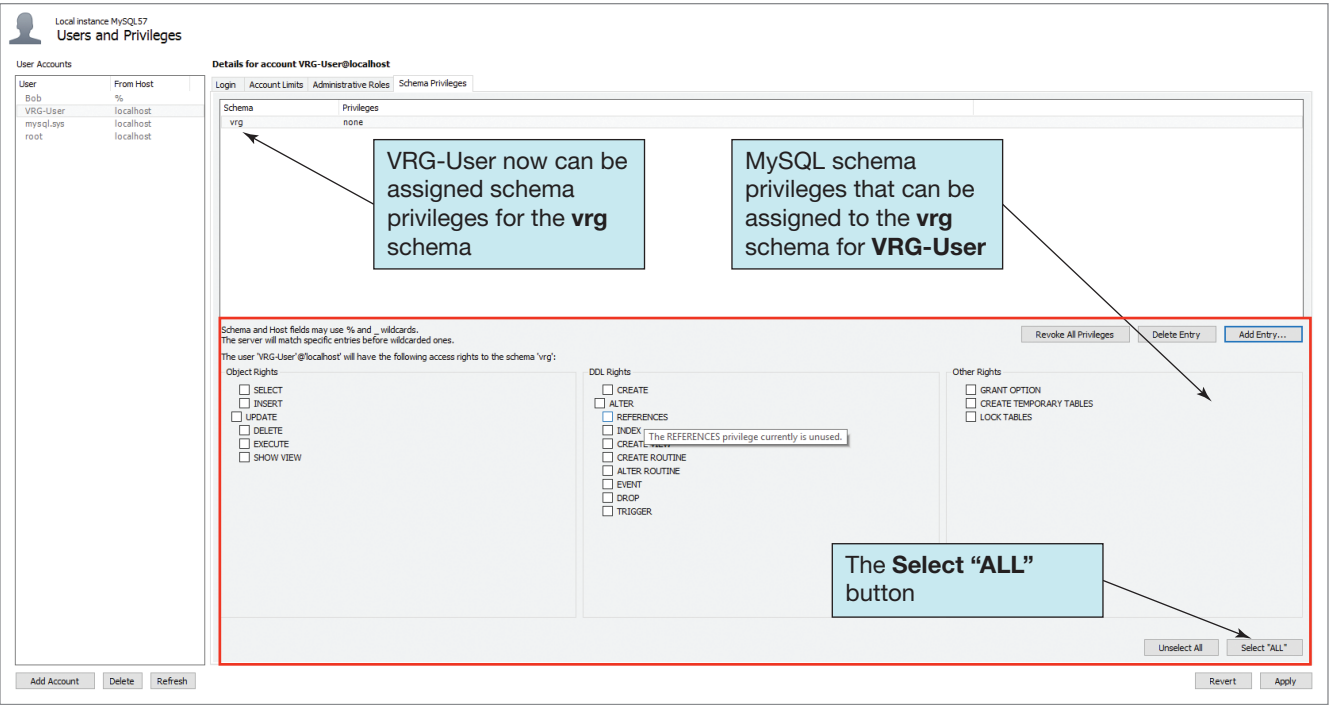 Local instance MySQL57
Users and Privileges
User Accounts
User From Host
Bob %
VRG-User localhost
mysql.sys localhost
root localhost
Details for account VRG-User@localhost
Login Account Limits Administrative Roles Schema Privileges
Schema Privileges
vrg none
VRG-User now can be
assigned schema
privileges for the vrg
schema
MySQL schema
privileges that can be
assigned to the vrg
schema for VRG-User
Schema and Host fields may use % and _ wildcards.
The server will match specific entries before wildcarded ones.
Revoke All Privileges Delete Entry Add Entry...
The user 'VRG-User'@'localhost' will have the following access rights to the schema 'vrg':
Object Rights
SELECT
INSERT
UPDATE
DELETE
EXECUTE
SHOW VIEW
DDL Rights
CREATE
ALTER
REFERENCES
INDEX
The REFERENCES privilege currently is unused.
CREATE VIEW
CREATE ROUTINE
ALTER ROUTINE
EVENT
DROP
TRIGGER
Other Rights
GRANT OPTION
CREATE TEMPORARY TABLES
LOCK TABLES
The Select “ALL”
button
Unselect All Select "ALL"
Add Account Delete Refresh
Revert Apply